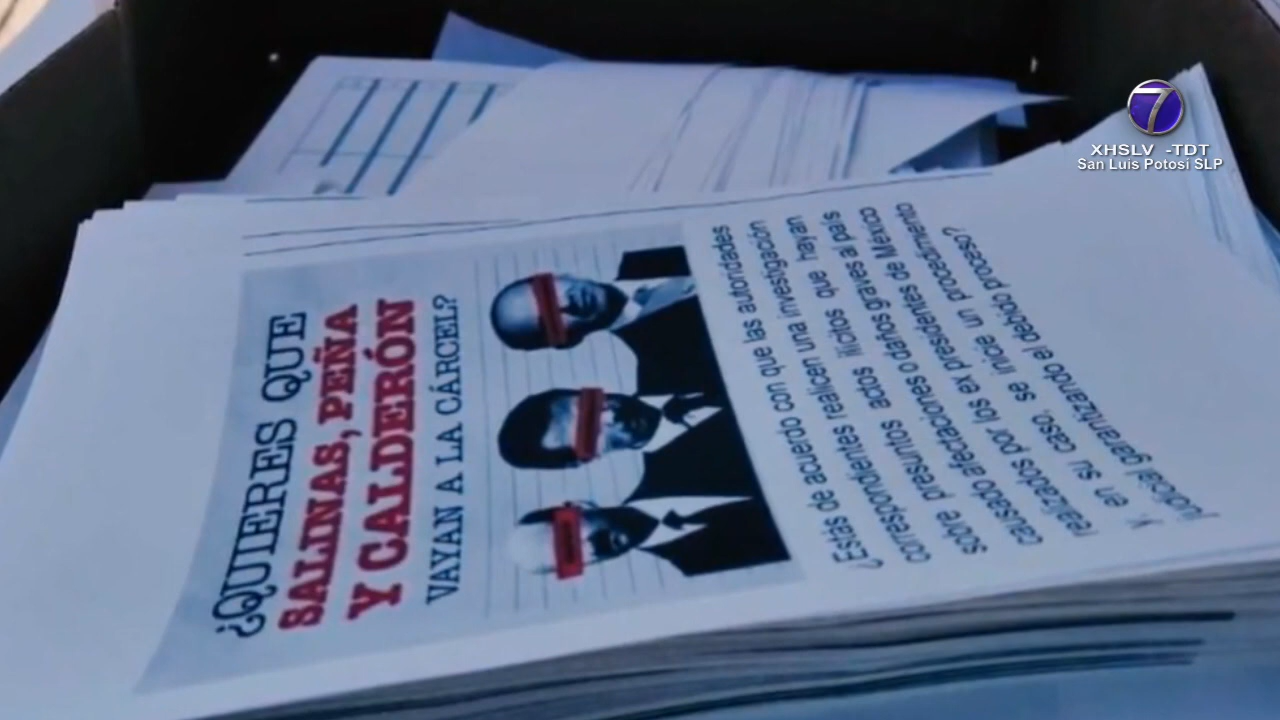 ¿QUIERES QUE
SALINAS, PEÑA
Y CALDERÓN
VAYAN A LA CÁRCEL?
¿Estás de acuerdo con que las autoridades
correspondientes realicen una investigación
sobre presuntos actos ilícitos que hayan
causado afectaciones o daños graves al país
realizados por los ex presidentes de México
y, en su caso, se inicie un procedimiento
judicial garantizando el debido proceso?
7
XHSLV -TDT
San Luis Potosi SLP